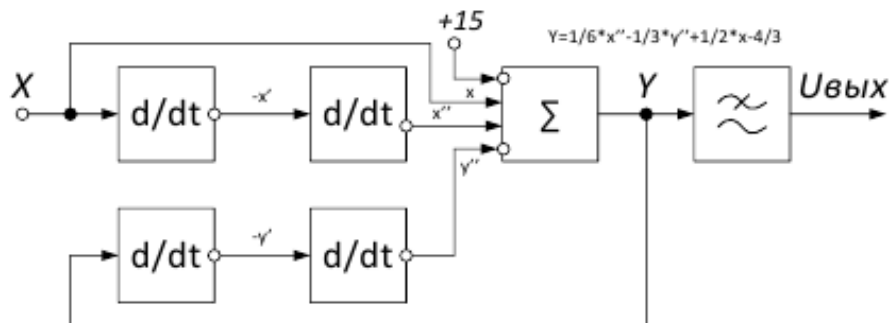 +15
Y=1/6*x''-1/3*y''+1/2*x-4/3
X
d/dt
-x'
d/dt
x
x''
Σ
Y
Uвых
y''
d/dt
-y'
d/dt